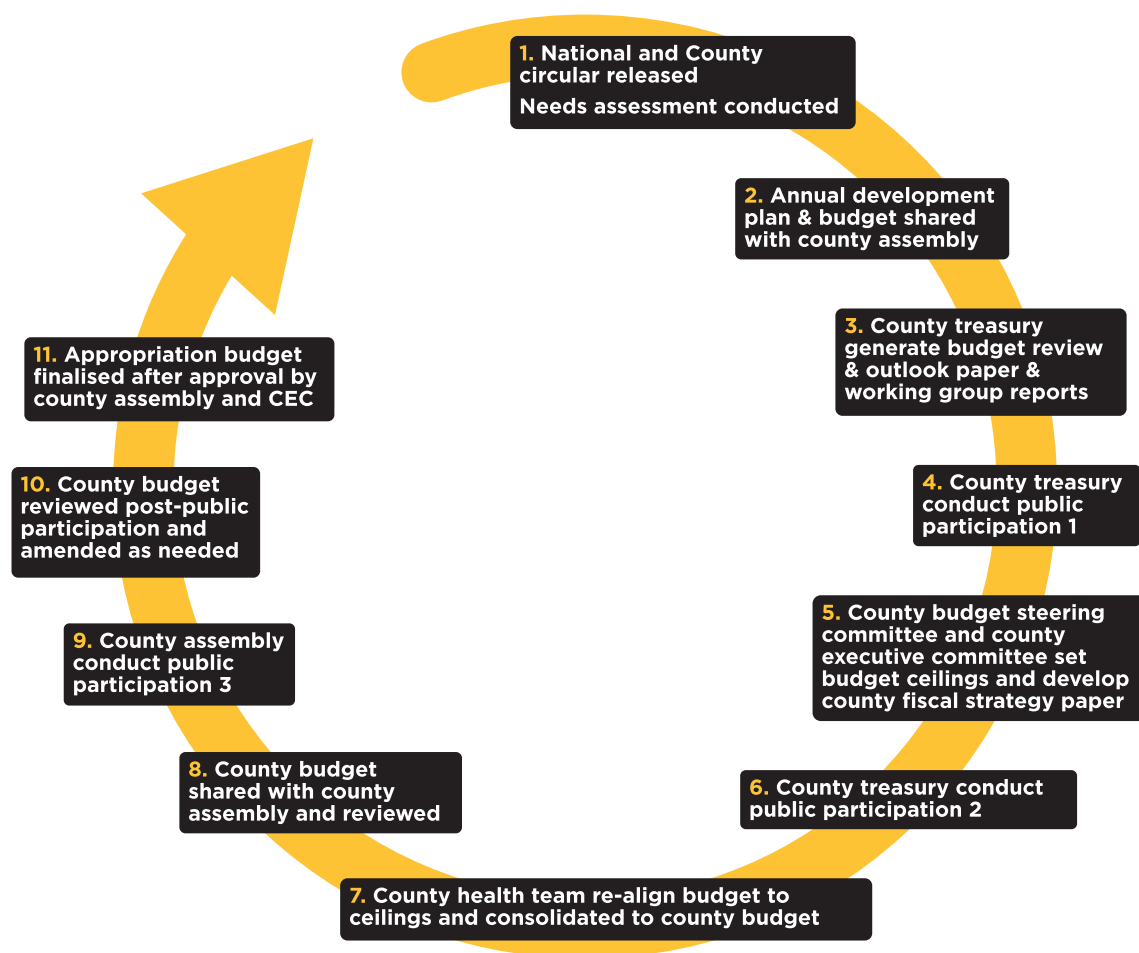 1. National and County
circular released
Needs assessment conducted
2. Annual development
plan & budget shared
with county assembly
3. County treasury
generate budget review
& outlook paper &
working group reports
4. County treasury
conduct public
participation 1
5. County budget steering
committee and county
executive committee set
budget ceilings and develop
county fiscal strategy paper
6. County treasury conduct
public participation 2
7. County health team re-align budget to
ceilings and consolidated to county budget
8. County budget
shared with county
assembly and reviewed
9. County assembly
conduct public
participation 3
10. County budget
reviewed post-public
participation and
amended as needed
11. Appropriation budget
finalised after approval by
county assembly and CEC